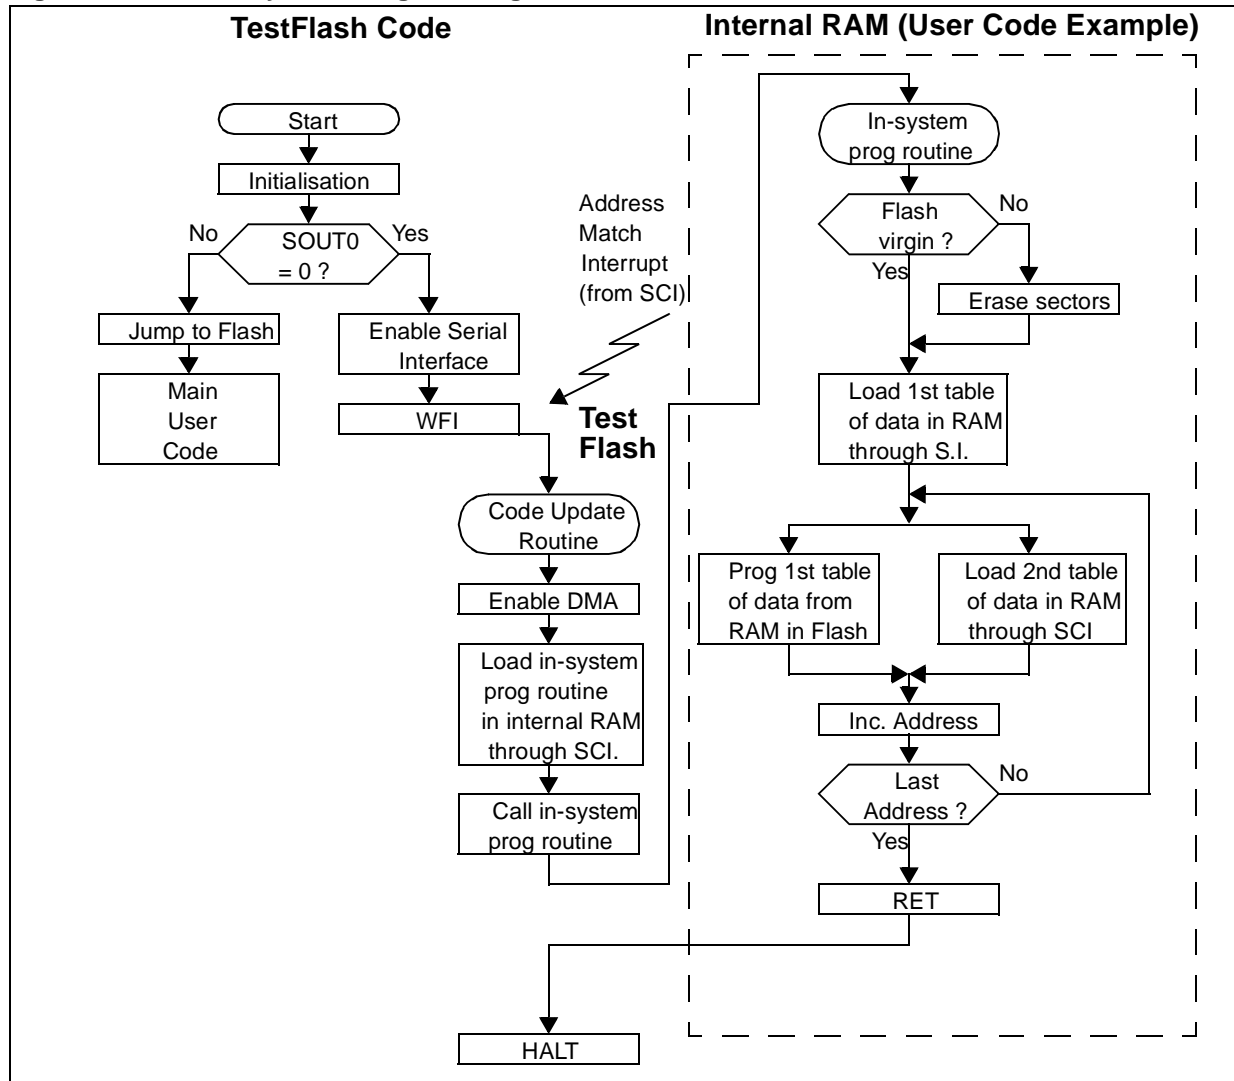 TestFlash Code
Internal RAM (User Code Example)
Start
Initialisation
No
SOUT0
= 0 ?
Yes
Jump to Flash
Main
User
Code
Enable Serial
Interface
WFI
Address
Match
Interrupt
(from SCI)
Test
Flash
Code Update
Routine
Enable DMA
Load in-system
prog routine
in internal RAM
through SCI.
Call in-system
prog routine
HALT
In-system
prog routine
Flash
virgin ?
No
Yes
Erase sectors
Load 1st table
of data in RAM
through S.I.
Prog 1st table
of data from
RAM in Flash
Load 2nd table
of data in RAM
through SCI
Inc. Address
Last
Address ?
No
Yes
RET